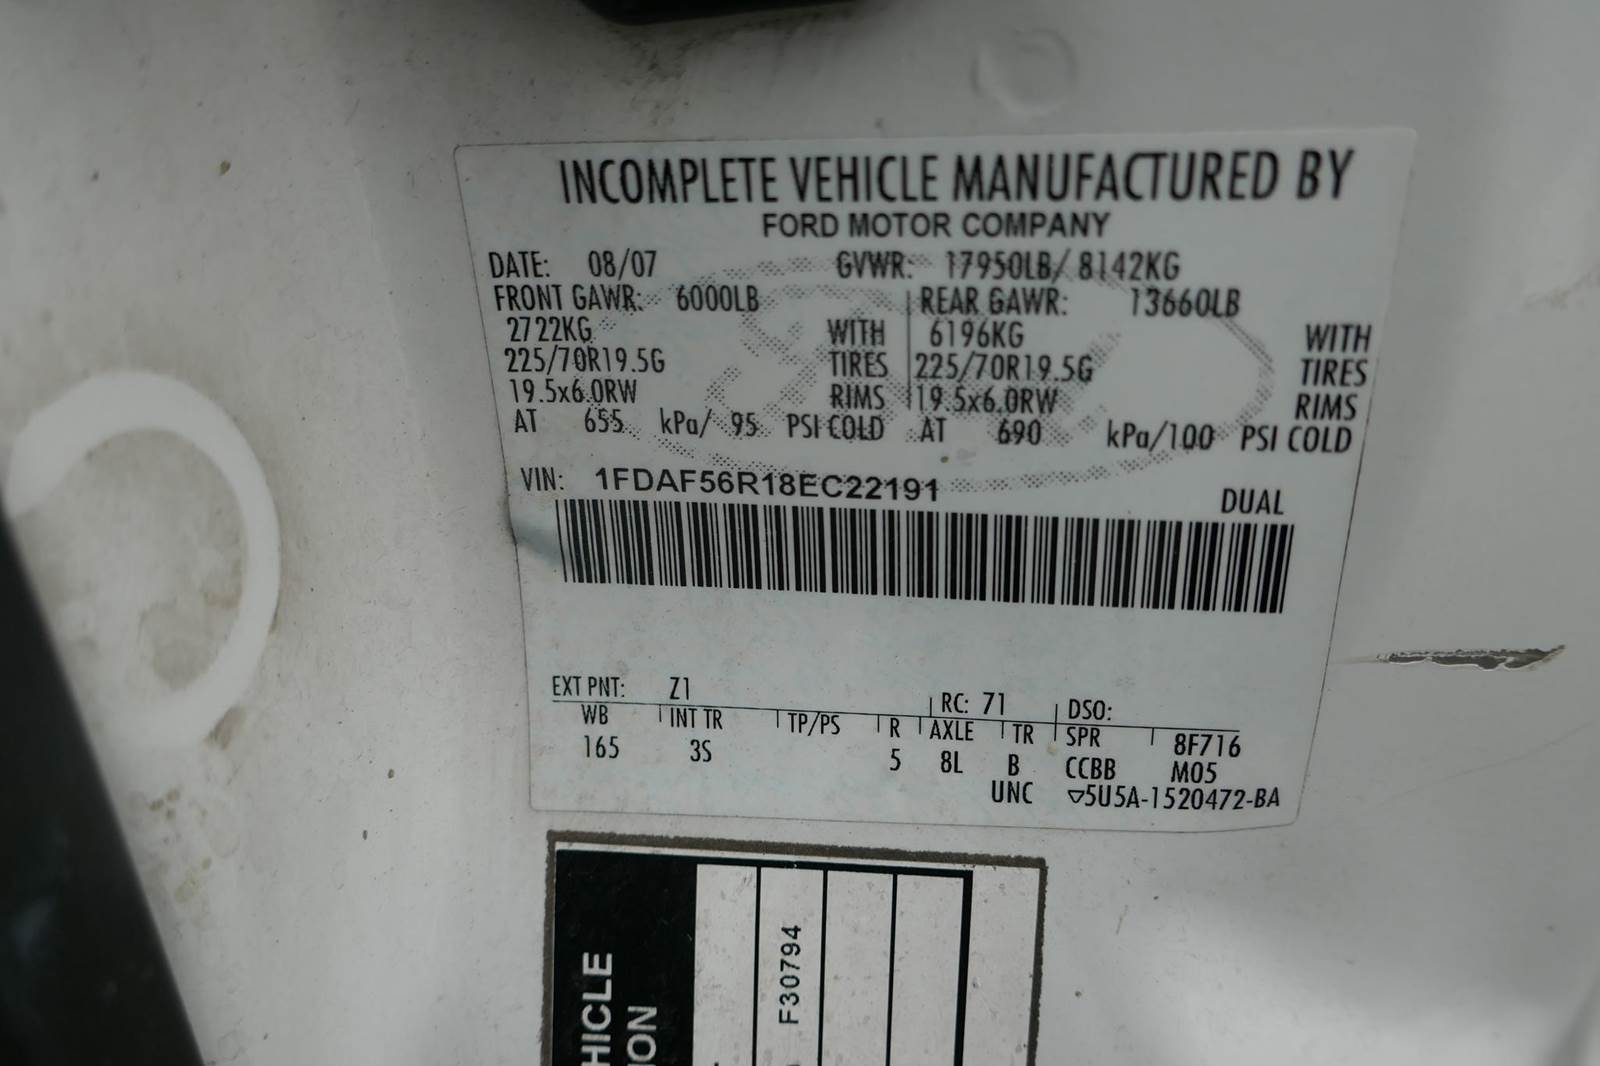 INCOMPLETE VEHICLE MANUFACTURED BY
FORD MOTOR COMPANY
DATE: 08/07 GVWR: 17950LB/ 8142KG
FRONT GAWR: 6000LB REAR GAWR: 13660LB
2722KG WITH 6196KG WITH
225/70R19.5G TIRES 225/70R19.5G TIRES
19.5x6.0RW RIMS 19.5x6.0RW RIMS
AT 655 kPa/ 95 PSI COLD AT 690 kPa/100 PSI COLD
VIN: 1FDAF56R18EC22191
DUAL
EXT PNT: Z1 RC: 71 DSO:
WB INT TR TP/PS R AXLE TR SPR 8F716
165 3S 5 8L B CCBB M05
UNC ▽5U5A-1520472-BA
HICLE
ION
F30794